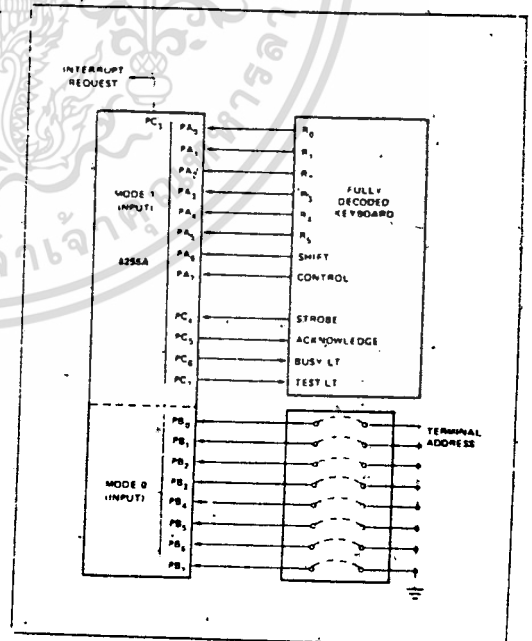 INTERRUPT
REQUEST
PC3
PA0
PA1
PA2
PA3
PA4
PA5
PA6
PA7
MODE 1
(INPUT)
8255A
PC4
PC5
PC6
PC7
R0
R1
R3
R4
R5
SHIFT
CONTROL
FULLY
DECODED
KEYBOARD
STROBE
ACKNOWLEDGE
BUSY LT
TEST LT
MODE 0
(INPUT)
PB0
PB1
PB2
PB3
PB4
PB5
PB6
PB7
TERMINAL
ADDRESS